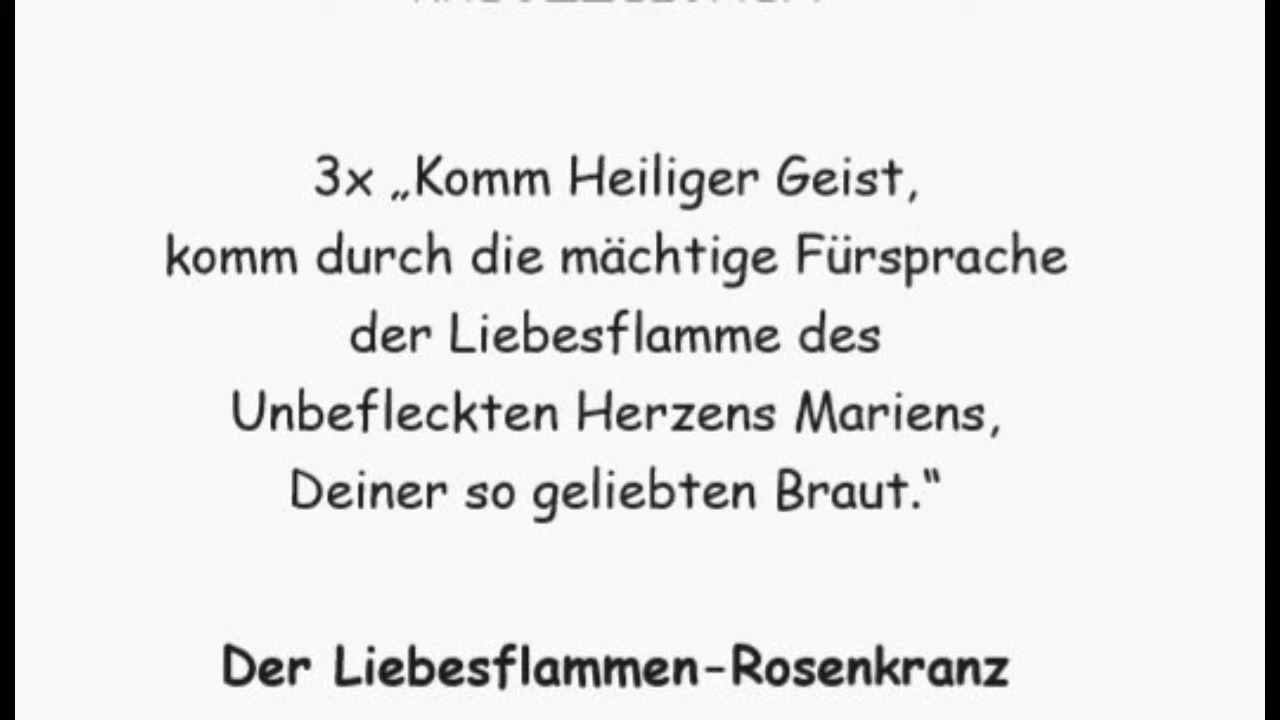 3x „Komm Heiliger Geist,
komm durch die mächtige Fürsprache
der Liebesflamme des
Unbefleckten Herzens Mariens,
Deiner so geliebten Braut.“
Der Liebesflammen-Rosenkranz